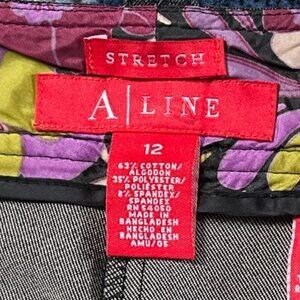 STRETCH
A|LINE
12
63% COTTON/
ALGODON
35% POLYESTER/
POLIÉSTER
2% SPANDEX/
SPANDEX
RN 54050
MADE IN
BANGLADESH
HECHO EN
BANGLADESH
AMU/05